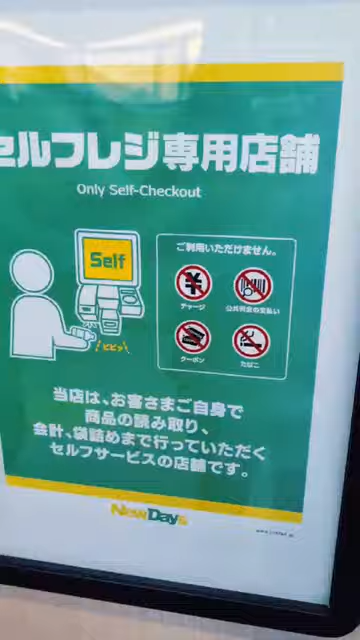 セルフレジ専用店舗
Only Self-Checkout
Self
ピピッ!
ご利用いただけません。
チャージ
公共料金の支払い
クーポン
たばこ
当店は、お客さまご自身で
商品の読み取り、
会計、袋詰めまで行っていただく
セルフサービスの店舗です。
NewDays